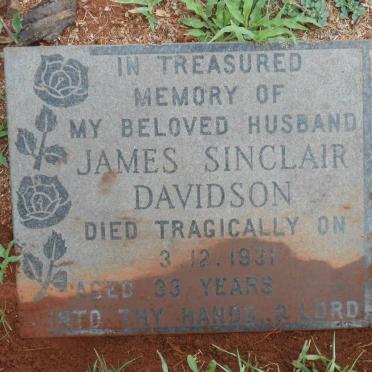 IN TREASURED
MEMORY OF
MY BELOVED HUSBAND
JAMES SINCLAIR
DAVIDSON
DIED TRAGICALLY ON
3.12.1931
AGED 33 YEARS
INTO THY HANDS O LORD